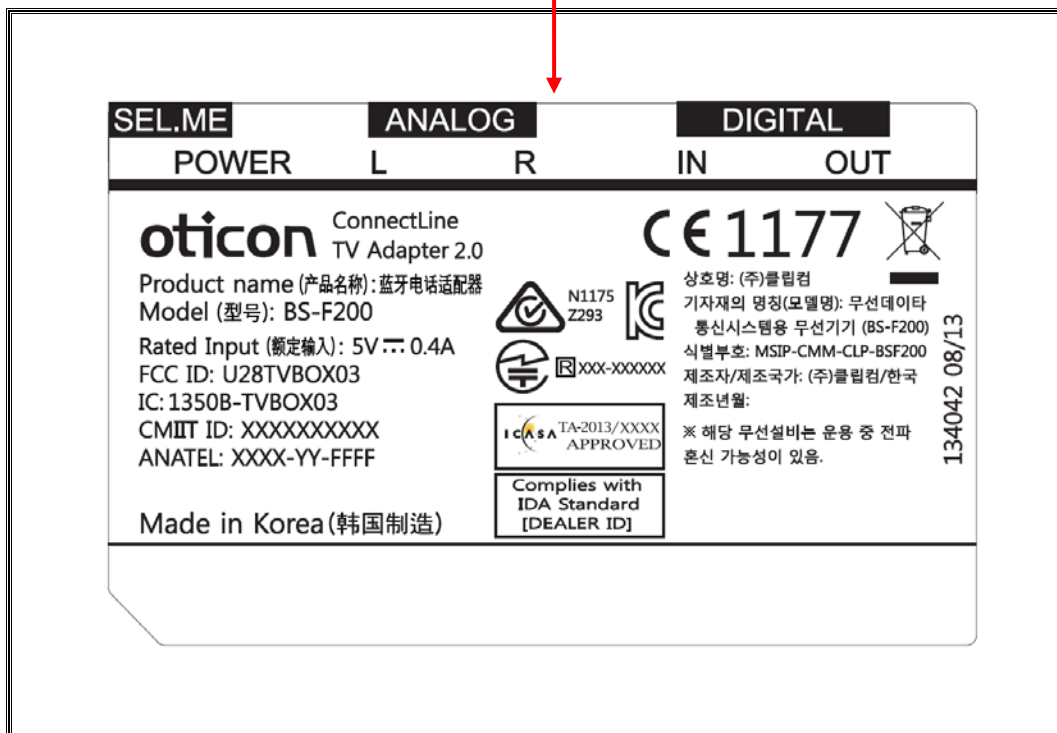 SEL.ME ANALOG DIGITAL
POWER L R IN OUT
oticon
ConnectLine
TV Adapter 2.0
Product name (产品名称): 蓝牙电话适配器
Model (型号): BS-F200
Rated Input (额定输入): 5V 0.4A
FCC ID: U28TVBOX03
IC: 1350B-TVBOX03
CMIIT ID: XXXXXXXXXX
ANATEL: XXXX-YY-FFFF
Made in Korea (韩国制造)
CE 1177
N1175
Z293
R XXX-XXXXXX
ICASA TA-2013/XXXX
APPROVED
Complies with
IDA Standard
[DEALER ID]
상호명: (주)클립컴
기자재의 명칭(모델명): 무선데이타
통신시스템용 무선기기 (BS-F200)
식별부호: MSIP-CMM-CLP-BSF200
제조자/제조국가: (주)클립컴/한국
제조년월:
※ 해당 무선설비는 운용 중 전파
혼신 가능성이 있음.
134042 08/13